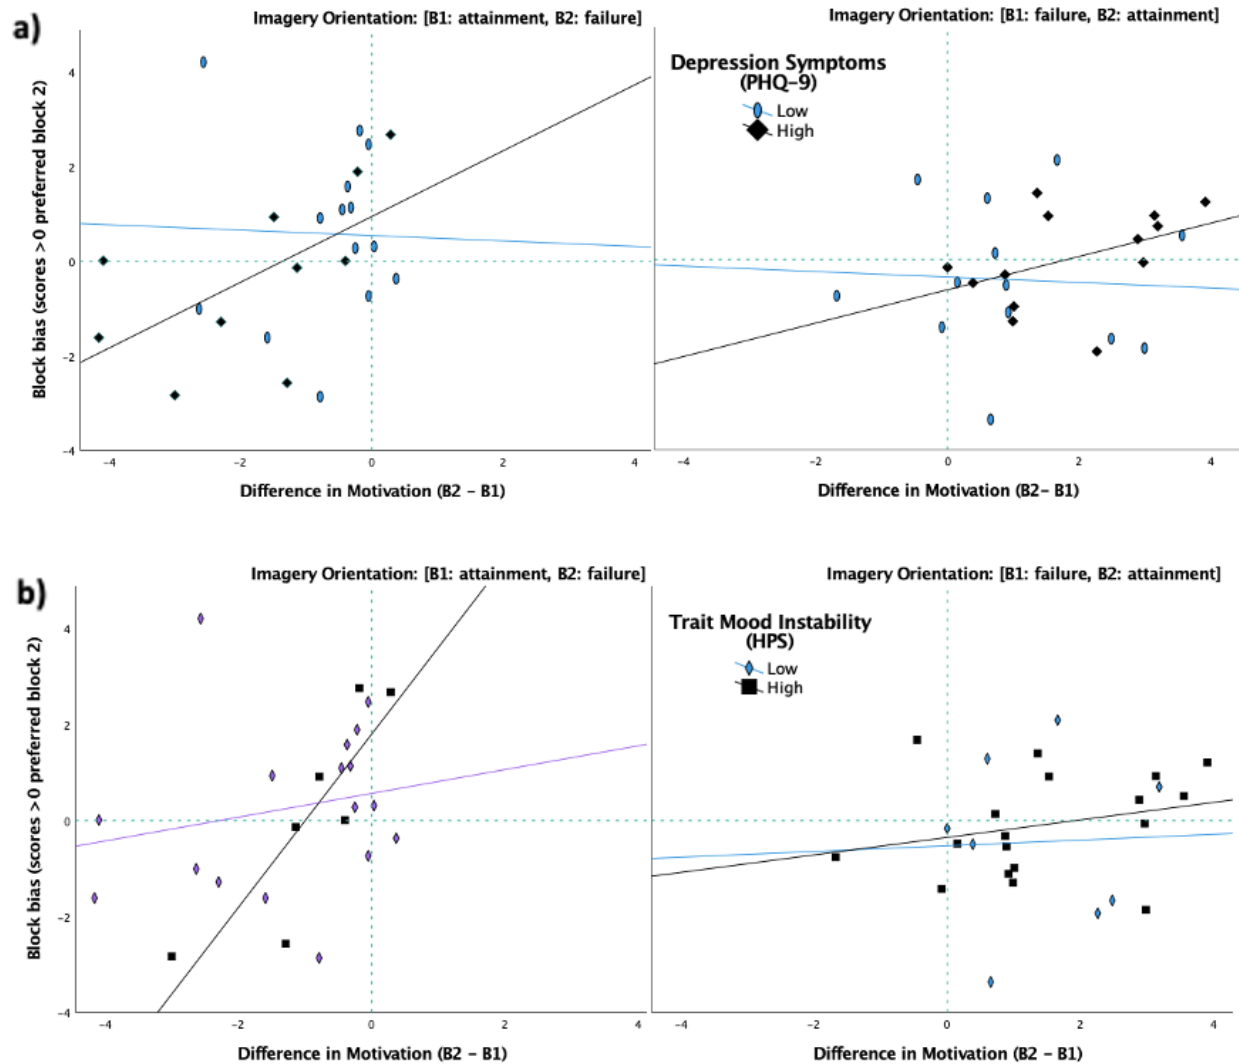 a)
Imagery Orientation: [B1: attainment, B2: failure]
Imagery Orientation: [B1: failure, B2: attainment]
Depression Symptoms
(PHQ-9)
Low
High
Block bias (scores >0 preferred block 2)
4
2
0
-2
-4
-4
-2
0
2
4
-4
-2
0
2
4
Difference in Motivation (B2 - B1)
Difference in Motivation (B2- B1)
b)
Imagery Orientation: [B1: attainment, B2: failure]
Imagery Orientation: [B1: failure, B2: attainment]
Trait Mood Instability
(HPS)
Low
High
Block bias (scores >0 preferred block 2)
4
2
0
-2
-4
-4
-2
0
2
4
-4
-2
0
2
4
Difference in Motivation (B2 - B1)
Difference in Motivation (B2 - B1)